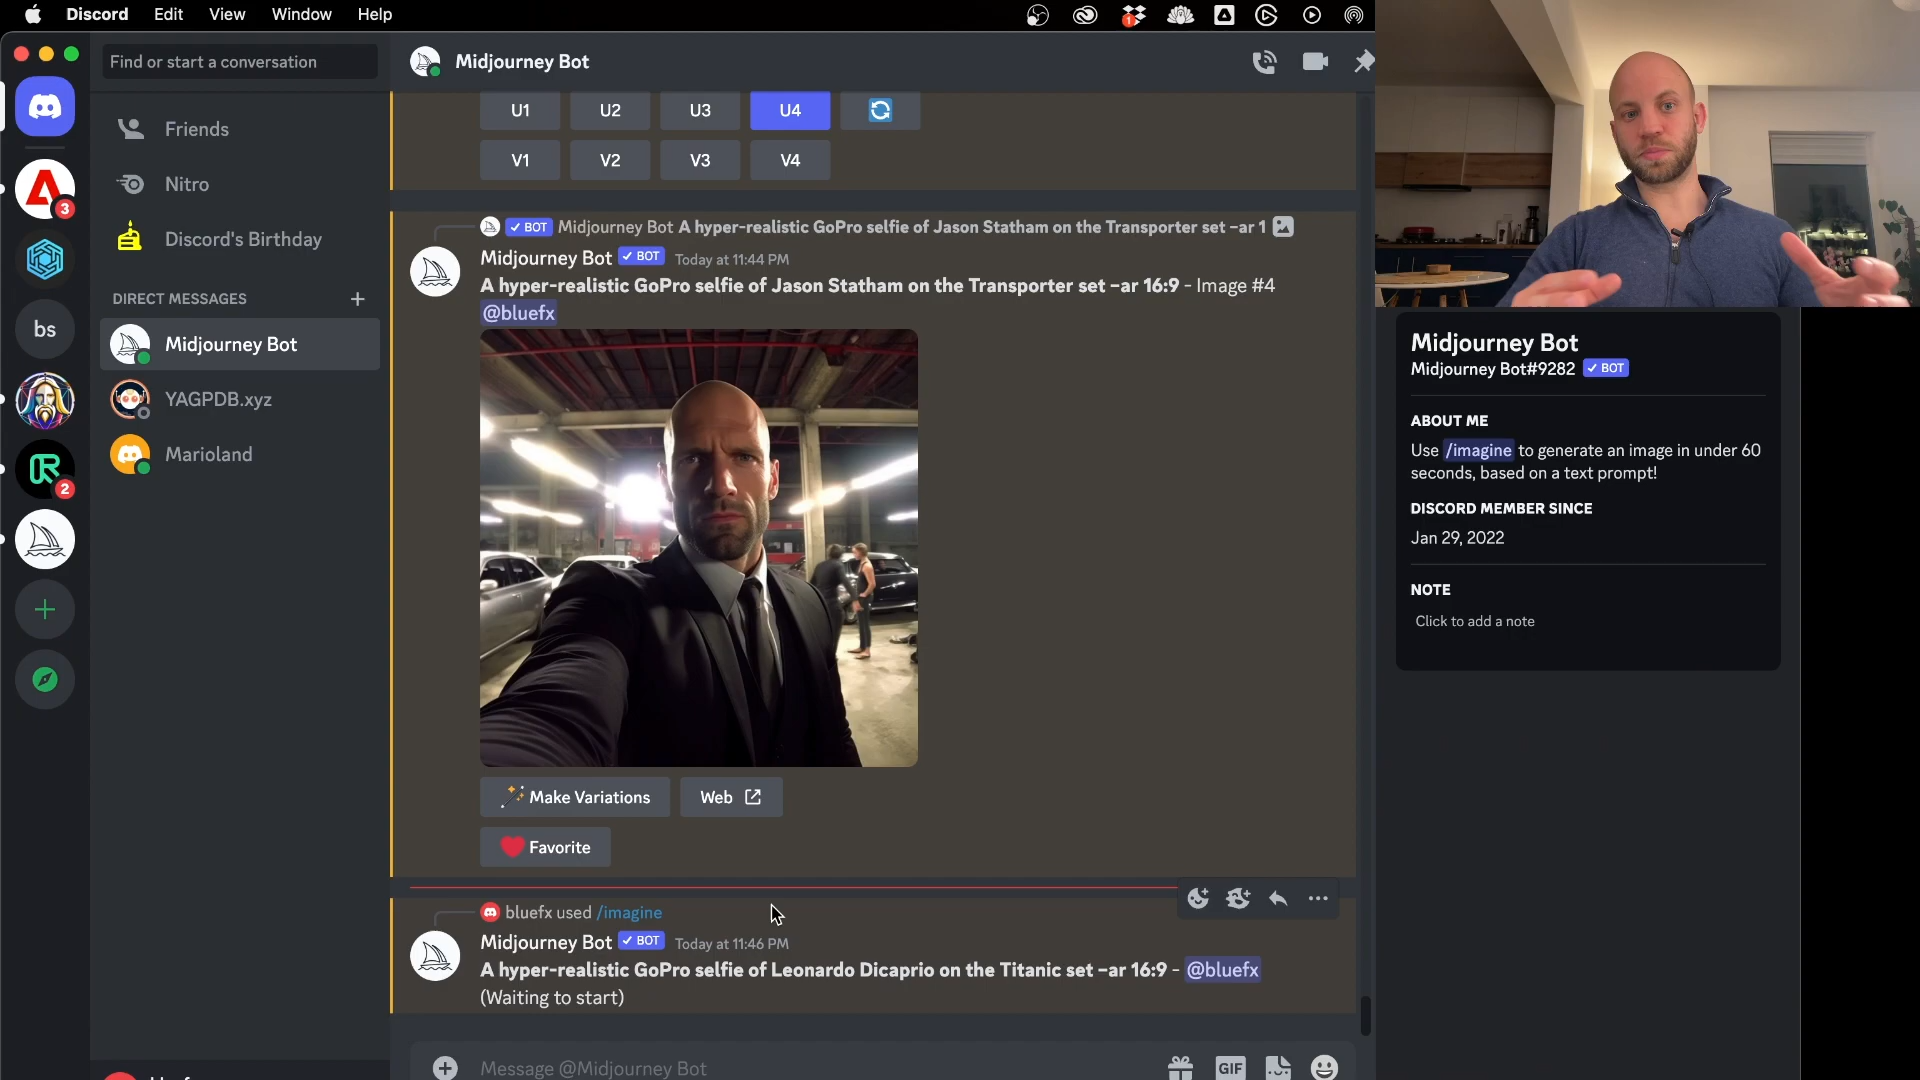 Discord Edit View Window Help
1
Find or start a conversation
Midjourney Bot
Friends
Nitro
Discord's Birthday
DIRECT MESSAGES
Midjourney Bot
YAGPDB.xyz
Marioland
3
bs
2
U1 U2 U3 U4
V1 V2 V3 V4
BOT Midjourney Bot A hyper-realistic GoPro selfie of Jason Statham on the Transporter set –ar 1
Midjourney Bot BOT Today at 11:44 PM
A hyper-realistic GoPro selfie of Jason Statham on the Transporter set –ar 16:9 - Image #4
@bluefx
Make Variations Web
Favorite
bluefx used /imagine
Midjourney Bot BOT Today at 11:46 PM
A hyper-realistic GoPro selfie of Leonardo Dicaprio on the Titanic set –ar 16:9 - @bluefx
(Waiting to start)
Message @Midjourney Bot
GIF
Midjourney Bot
Midjourney Bot#9282 BOT
ABOUT ME
Use /imagine to generate an image in under 60
seconds, based on a text prompt!
DISCORD MEMBER SINCE
Jan 29, 2022
NOTE
Click to add a note